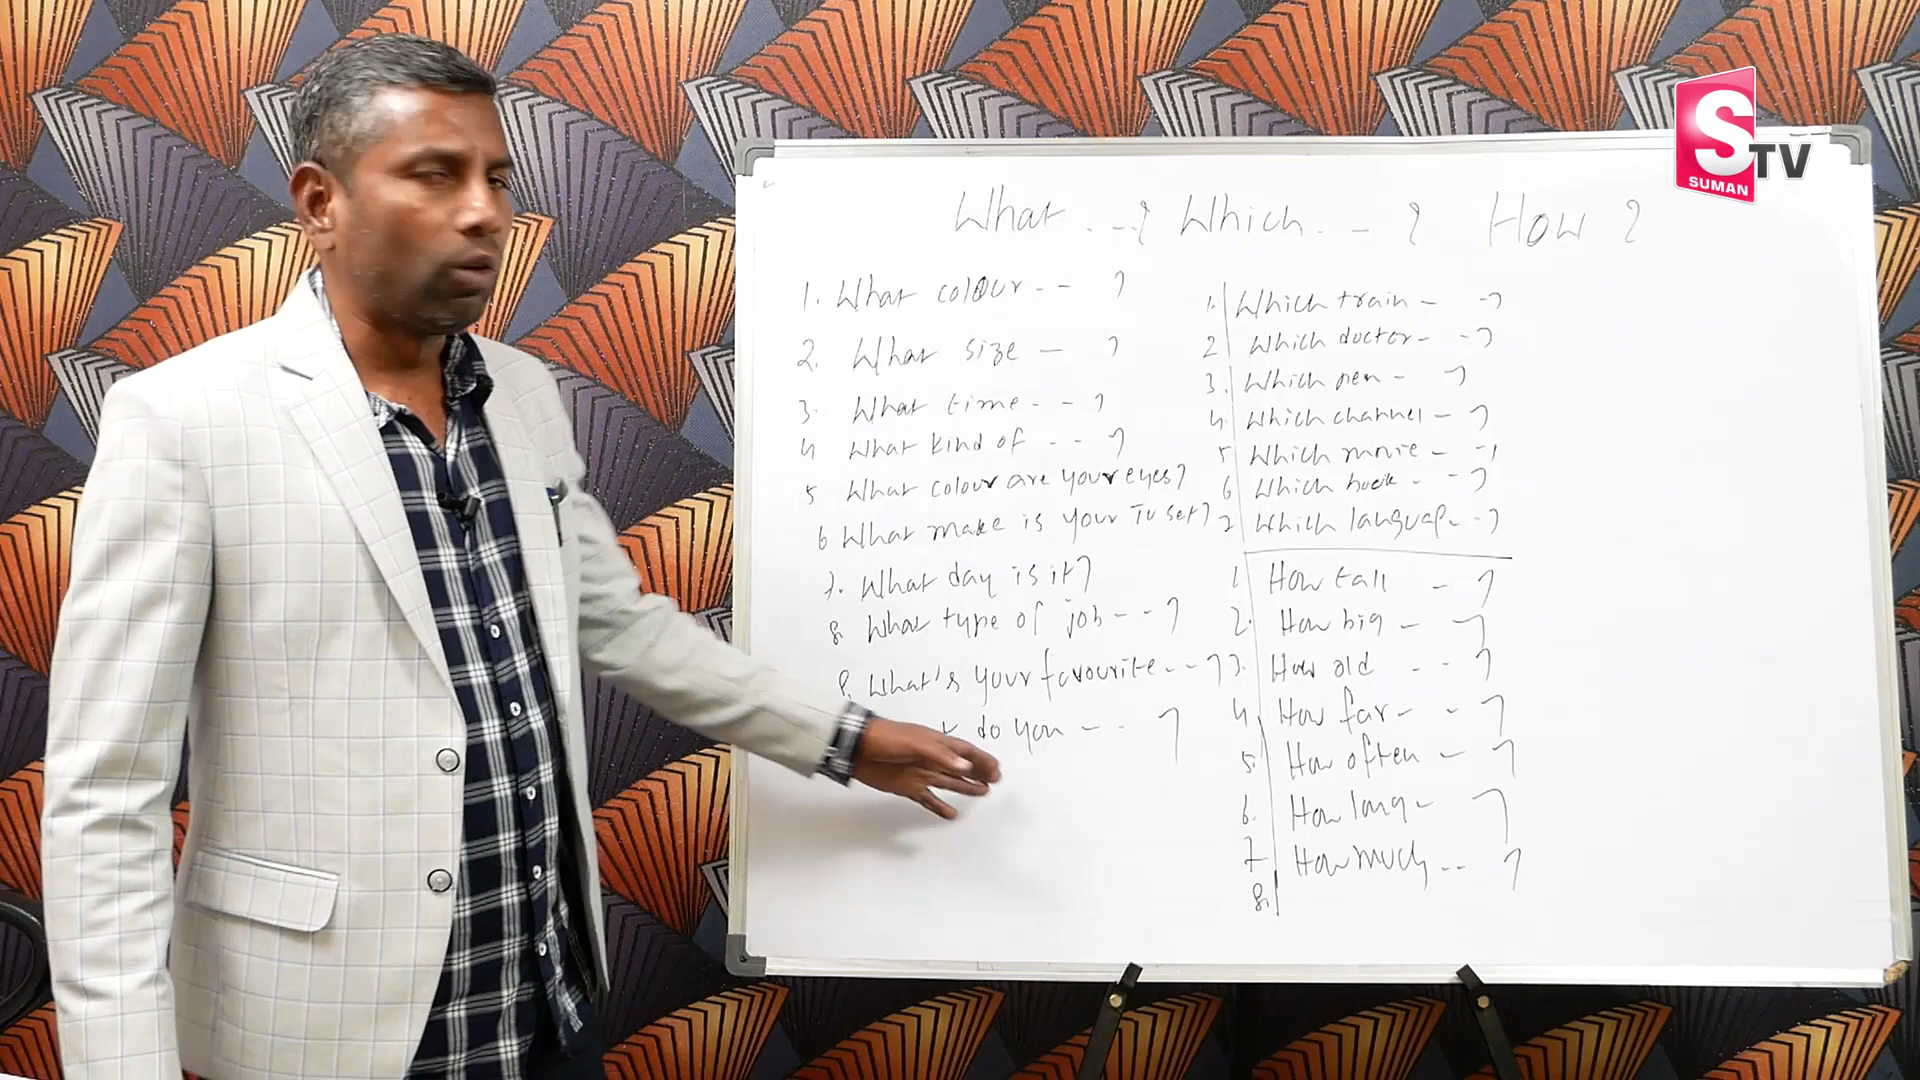 S TV
SUMAN
What . --? Which. - ? How ?
1. What colour -- ?
2. What size - ?
3. What time - - ?
4 What kind of - - ?
5 What colour are your eyes?
6 What make is your TV set?
7. What day is it?
8. What type of job - - ?
9. What's your favourite - - ?
do you - - ?
1. Which train - - ?
2 Which doctor - - ?
3. Which pen - ?
4. Which channel - ?
5 Which movie - - ?
6 Which book - - ?
7 Which language - - ?
1 How tall - ?
2. How big - ?
3. How old - - ?
4 How far - - ?
5. How often - ?
6. How long - ?
7 How much -- ?
8.